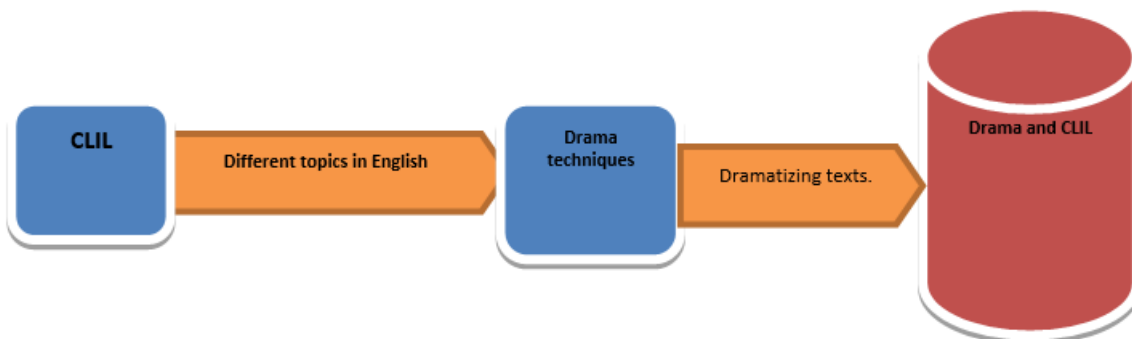 CLIL
Different topics in English
Drama
techniques
Dramatizing texts.
Drama and CLIL